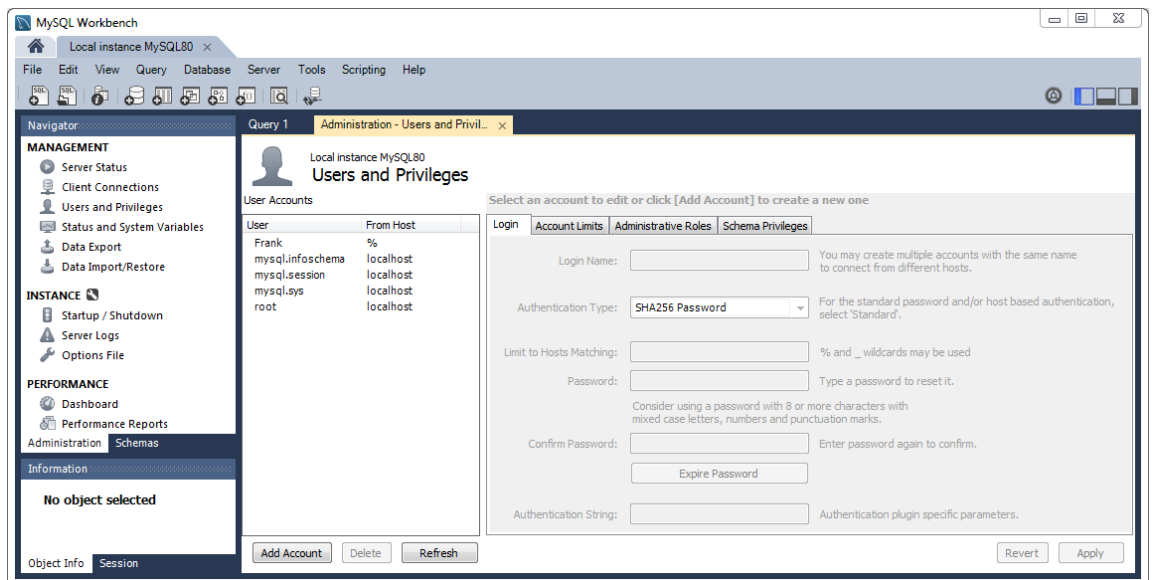 MySQL Workbench
Local instance MySQL80
File Edit View Query Database Server Tools Scripting Help
Navigator
MANAGEMENT
Server Status
Client Connections
Users and Privileges
Status and System Variables
Data Export
Data Import/Restore
INSTANCE
Startup / Shutdown
Server Logs
Options File
PERFORMANCE
Dashboard
Performance Reports
Administration Schemas
Information
No object selected
Object Info Session
Query 1 Administration - Users and Privil...
Local instance MySQL80
Users and Privileges
User Accounts
User From Host
Frank %
mysql.infoschema localhost
mysql.session localhost
mysql.sys localhost
root localhost
Add Account Delete Refresh
Select an account to edit or click [Add Account] to create a new one
Login Account Limits Administrative Roles Schema Privileges
Login Name: You may create multiple accounts with the same name
to connect from different hosts.
Authentication Type: SHA256 Password For the standard password and/or host based authentication,
select 'Standard'.
Limit to Hosts Matching: % and _ wildcards may be used
Password: Type a password to reset it.
Consider using a password with 8 or more characters with
mixed case letters, numbers and punctuation marks.
Confirm Password: Enter password again to confirm.
Expire Password
Authentication String: Authentication plugin specific parameters.
Revert Apply